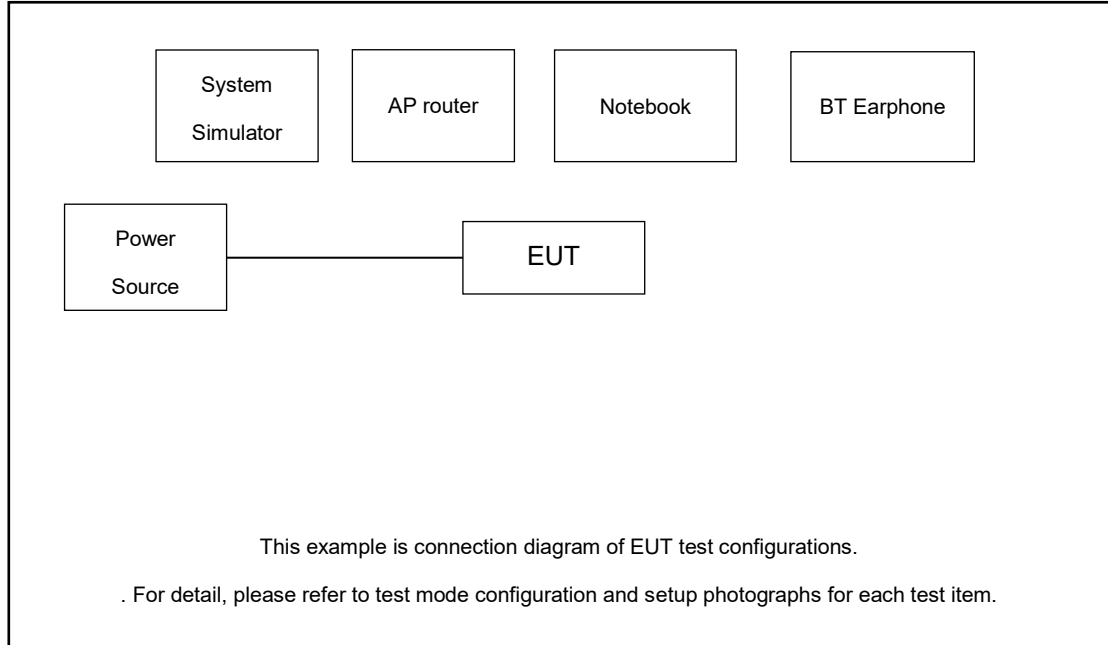 System
Simulator
AP router
Notebook
BT Earphone
Power
Source
EUT
This example is connection diagram of EUT test configurations.
. For detail, please refer to test mode configuration and setup photographs for each test item.